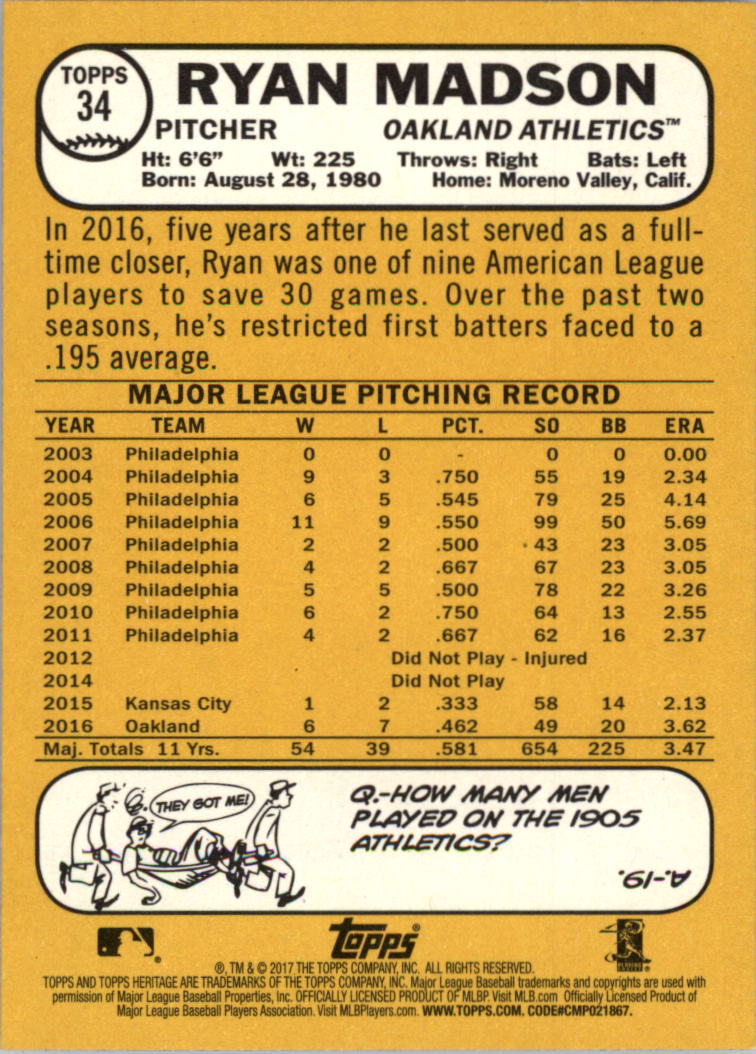 TOPPS
34
RYAN MADSON
PITCHER OAKLAND ATHLETICS™
Ht: 6'6" Wt: 225 Throws: Right Bats: Left
Born: August 28, 1980 Home: Moreno Valley, Calif.
In 2016, five years after he last served as a full-
time closer, Ryan was one of nine American League
players to save 30 games. Over the past two
seasons, he's restricted first batters faced to a
.195 average.
MAJOR LEAGUE PITCHING RECORD
YEAR TEAM W L PCT. SO BB ERA
2003 Philadelphia 0 0 - 0 0 0.00
2004 Philadelphia 9 3 .750 55 19 2.34
2005 Philadelphia 6 5 .545 79 25 4.14
2006 Philadelphia 11 9 .550 99 50 5.69
2007 Philadelphia 2 2 .500 43 23 3.05
2008 Philadelphia 4 2 .667 67 23 3.05
2009 Philadelphia 5 5 .500 78 22 3.26
2010 Philadelphia 6 2 .750 64 13 2.55
2011 Philadelphia 4 2 .667 62 16 2.37
2012 Did Not Play - Injured
2014 Did Not Play
2015 Kansas City 1 2 .333 58 14 2.13
2016 Oakland 6 7 .462 49 20 3.62
Maj. Totals 11 Yrs. 54 39 .581 654 225 3.47
THEY GOT ME!
Q.-HOW MANY MEN
PLAYED ON THE 1905
ATHLETICS?
A.-19.
topps®
®, TM & © 2017 THE TOPPS COMPANY, INC. ALL RIGHTS RESERVED.
TOPPS AND TOPPS HERITAGE ARE TRADEMARKS OF THE TOPPS COMPANY, INC. Major League Baseball trademarks and copyrights are used with
permission of Major League Baseball Properties, Inc. OFFICIALLY LICENSED PRODUCT OF MLBP. Visit MLB.com Officially Licensed Product of
Major League Baseball Players Association. Visit MLBPlayers.com. WWW.TOPPS.COM. CODE#CMP021867.